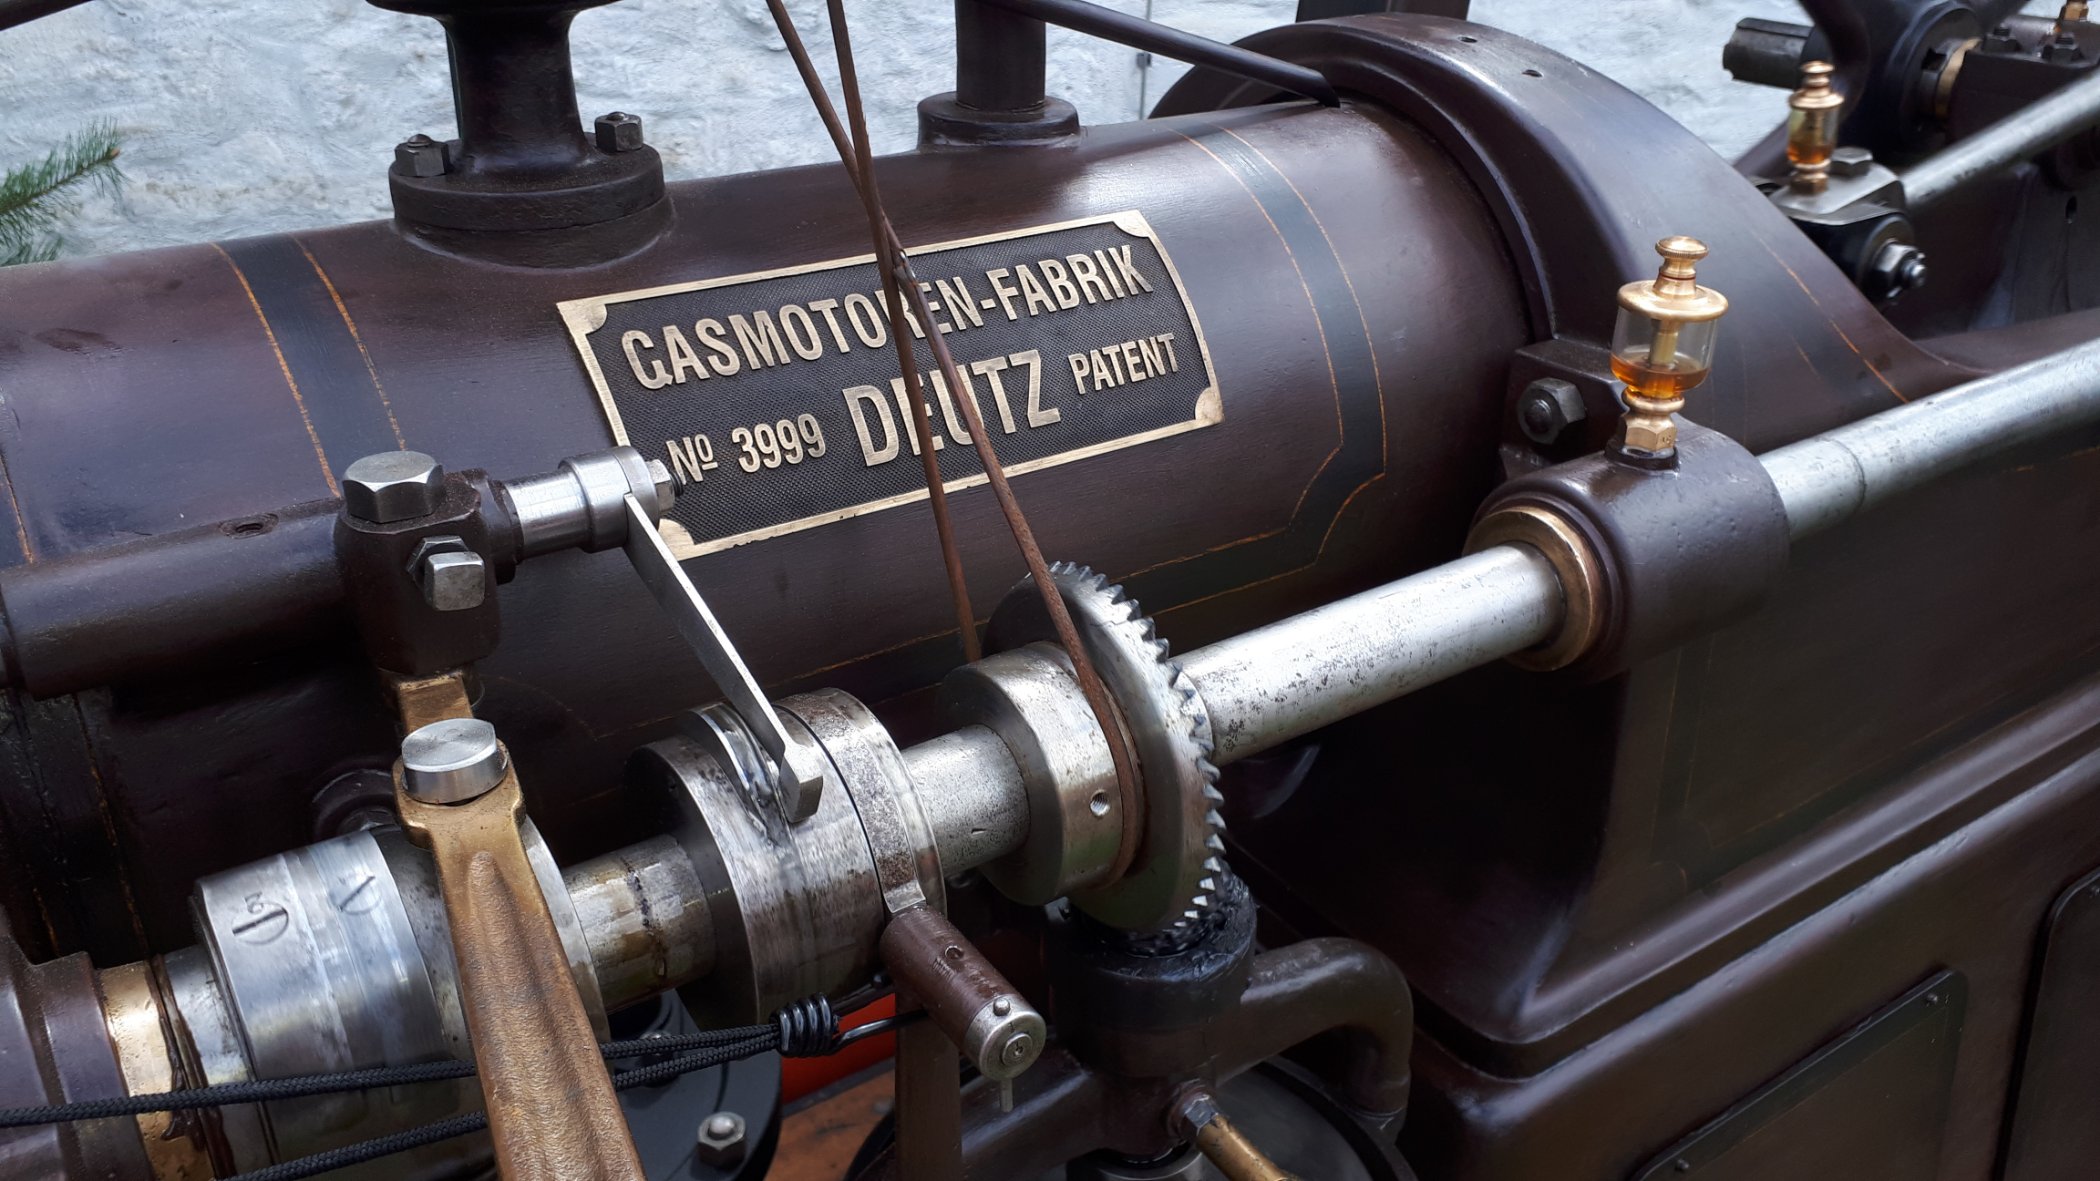 GASMOTOREN-FABRIK
Nº 3999 DEUTZ PATENT